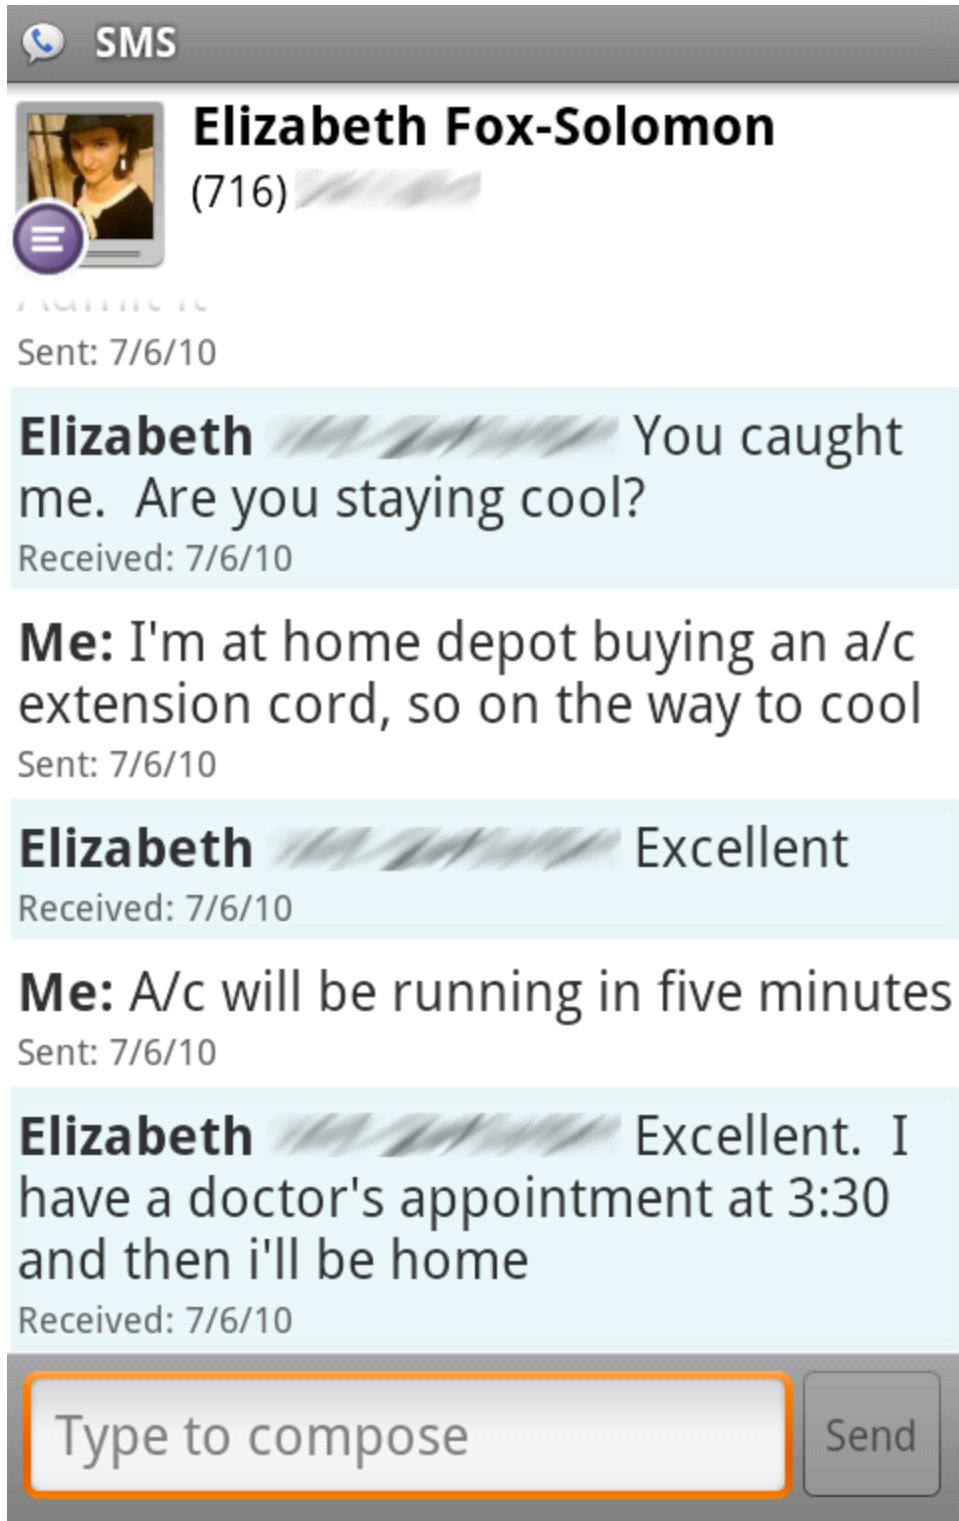 SMS
Elizabeth Fox-Solomon
(716)
Admit it
Sent: 7/6/10
Elizabeth You caught
me. Are you staying cool?
Received: 7/6/10
Me: I'm at home depot buying an a/c
extension cord, so on the way to cool
Sent: 7/6/10
Elizabeth Excellent
Received: 7/6/10
Me: A/c will be running in five minutes
Sent: 7/6/10
Elizabeth Excellent. I
have a doctor's appointment at 3:30
and then i'll be home
Received: 7/6/10
Type to compose
Send